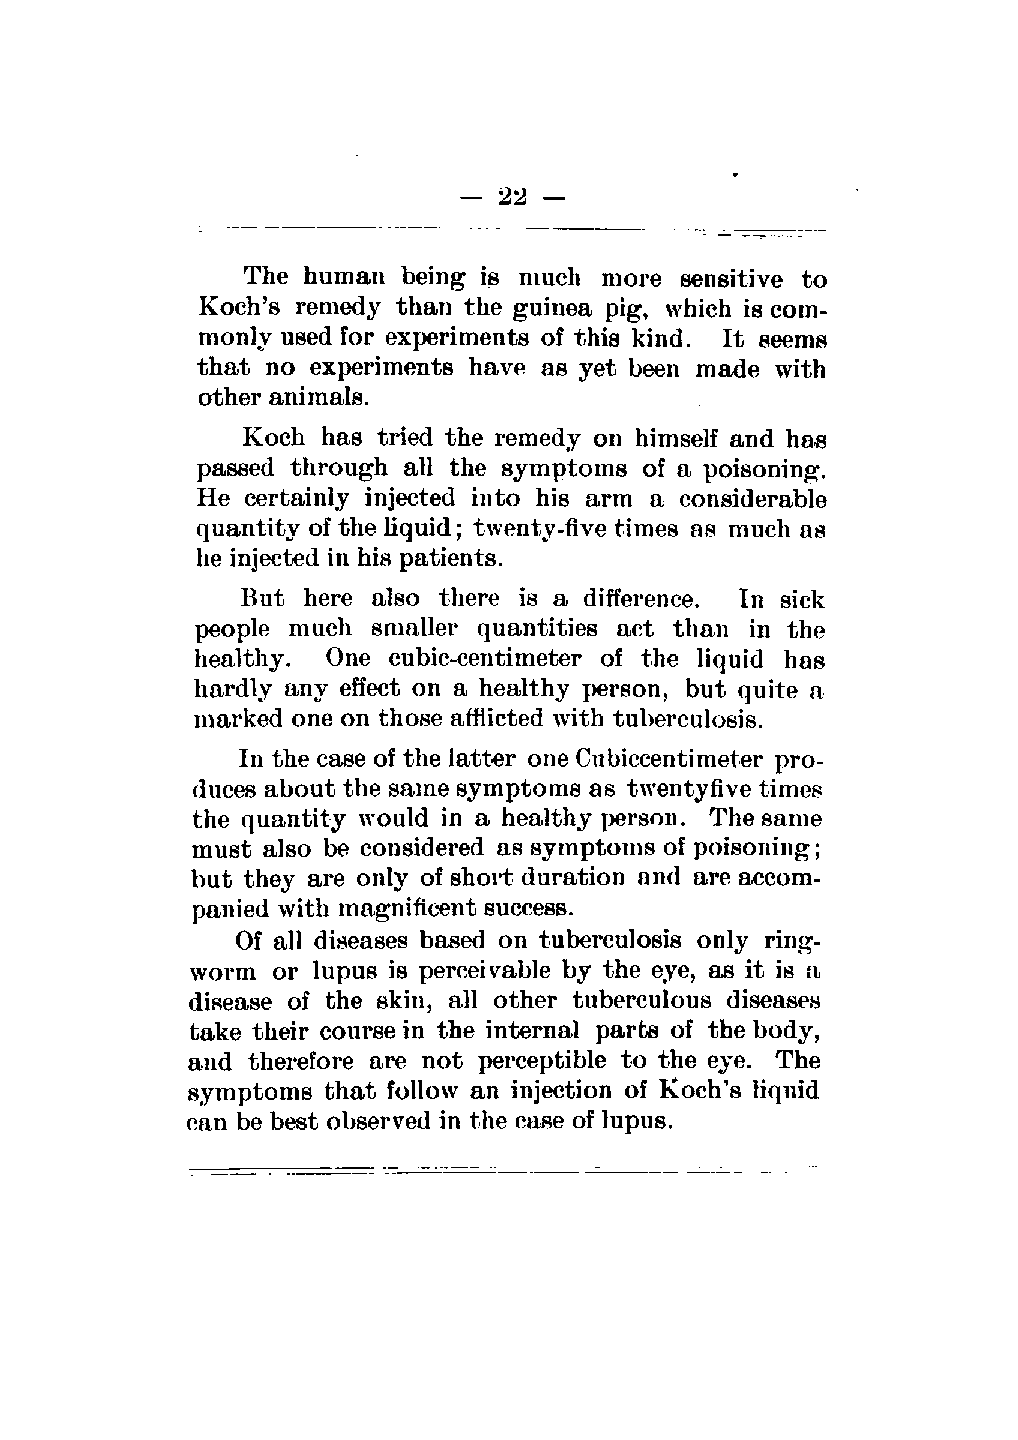 — 22 —
The human being is much more sensitive to
Koch's remedy than the guinea pig, which is com-
monly used for experiments of this kind. It seems
that no experiments have as yet been made with
other animals.
Koch has tried the remedy on himself and has
passed through all the symptoms of a poisoning.
He certainly injected into his arm a considerable
quantity of the liquid; twenty-five times as much as
he injected in his patients.
But here also there is a difference. In sick
people much smaller quantities act than in the
healthy. One cubic-centimeter of the liquid has
hardly any effect on a healthy person, but quite a
marked one on those afflicted with tuberculosis.
In the case of the latter one Cubiccentimeter pro-
duces about the same symptoms as twentyfive times
the quantity would in a healthy person. The same
must also be considered as symptoms of poisoning;
but they are only of short duration and are accom-
panied with magnificent success.
Of all diseases based on tuberculosis only ring-
worm or lupus is perceivable by the eye, as it is a
disease of the skin, all other tuberculous diseases
take their course in the internal parts of the body,
and therefore are not perceptible to the eye. The
symptoms that follow an injection of Koch's liquid
can be best observed in the case of lupus.